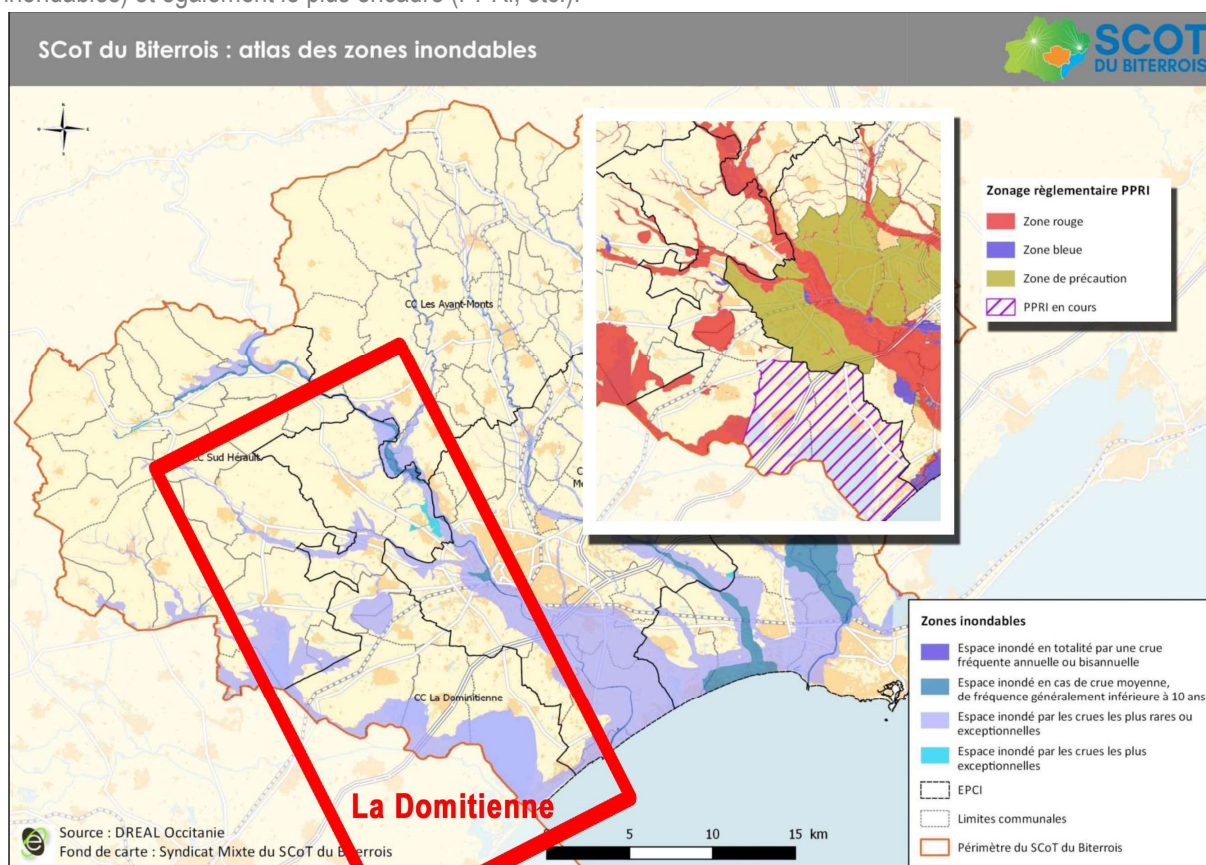 inondables) et également le plus encadré (PPRI, etc.).
SCoT du Biterrois : atlas des zones inondables
SCOT
DU BITERROIS
Zonage règlementaire PPRI
Zone rouge
Zone bleue
Zone de précaution
PPRI en cours
CC Les Avant-Monts
CC Sud Hérault
CC La Dominitienne
La Domitienne
Zones inondables
Espace inondé en totalité par une crue
fréquente annuelle ou bisannuelle
Espace inondé en cas de crue moyenne,
de fréquence généralement inférieure à 10 ans
Espace inondé par les crues les plus rares ou
exceptionnelles
Espace inondé par les crues les plus
exceptionnelles
EPCI
Limites communales
Périmètre du SCoT du Biterrois
5 10 15 km
Source : DREAL Occitanie
Fond de carte : Syndicat Mixte du SCoT du Biterrois